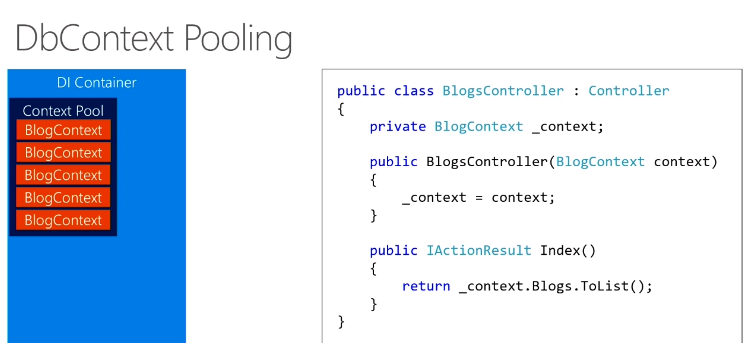 DbContext Pooling
DI Container
Context Pool
BlogContext
BlogContext
BlogContext
BlogContext
BlogContext
public class BlogsController : Controller
{
    private BlogContext _context;

    public BlogsController(BlogContext context)
    {
        _context = context;
    }

    public IActionResult Index()
    {
        return _context.Blogs.ToList();
    }
}